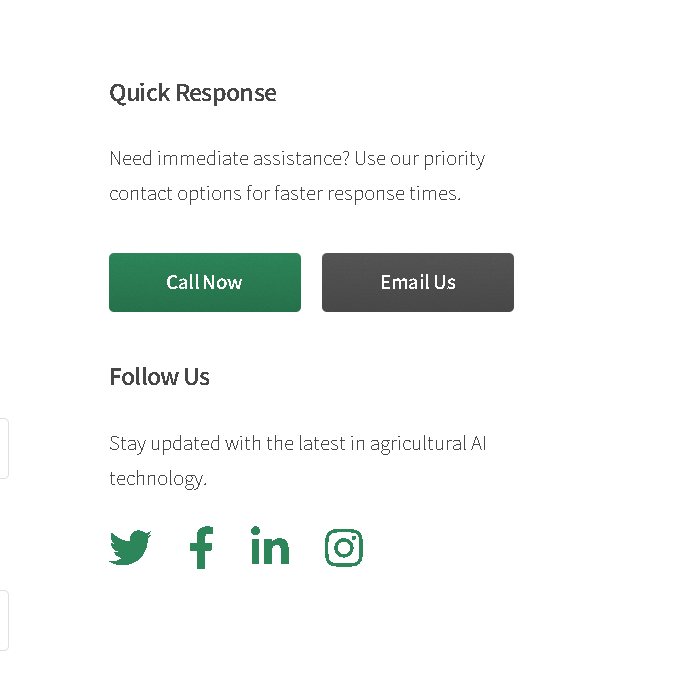 Quick Response
Need immediate assistance? Use our priority
contact options for faster response times.
Call Now
Email Us
Follow Us
Stay updated with the latest in agricultural AI
technology.